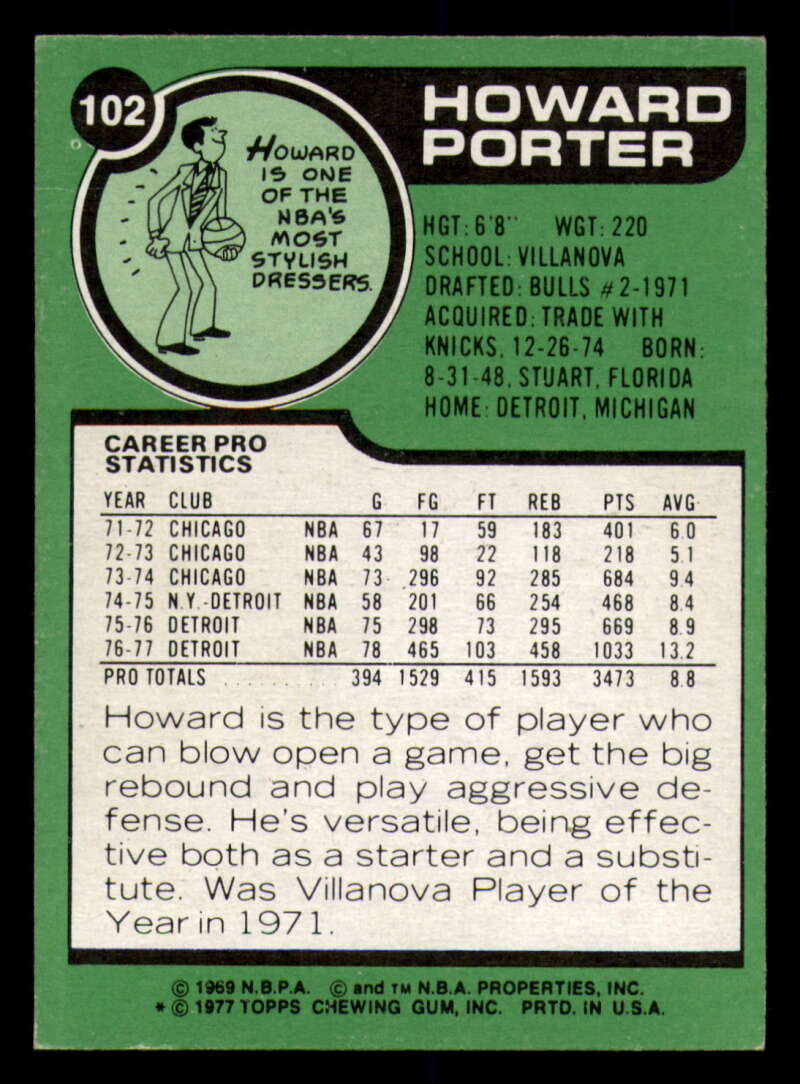 102
HOWARD
IS ONE
OF THE
NBA'S
MOST
STYLISH
DRESSERS.
HOWARD
PORTER
HGT: 6'8" WGT: 220
SCHOOL: VILLANOVA
DRAFTED: BULLS #2-1971
ACQUIRED: TRADE WITH
KNICKS, 12-26-74 BORN:
8-31-48, STUART, FLORIDA
HOME: DETROIT, MICHIGAN
CAREER PRO
STATISTICS
YEAR CLUB G FG FT REB PTS AVG
71-72 CHICAGO NBA 67 17 59 183 401 6.0
72-73 CHICAGO NBA 43 98 22 118 218 5.1
73-74 CHICAGO NBA 73 296 92 285 684 9.4
74-75 N.Y.-DETROIT NBA 58 201 66 254 468 8.4
75-76 DETROIT NBA 75 298 73 295 669 8.9
76-77 DETROIT NBA 78 465 103 458 1033 13.2
PRO TOTALS .......... 394 1529 415 1593 3473 8.8
Howard is the type of player who
can blow open a game, get the big
rebound and play aggressive de-
fense. He's versatile, being effec-
tive both as a starter and a substi-
tute. Was Villanova Player of the
Year in 1971.
© 1969 N.B.P.A. © and TM N.B.A. PROPERTIES, INC.
* © 1977 TOPPS CHEWING GUM, INC. PRTD. IN U.S.A.